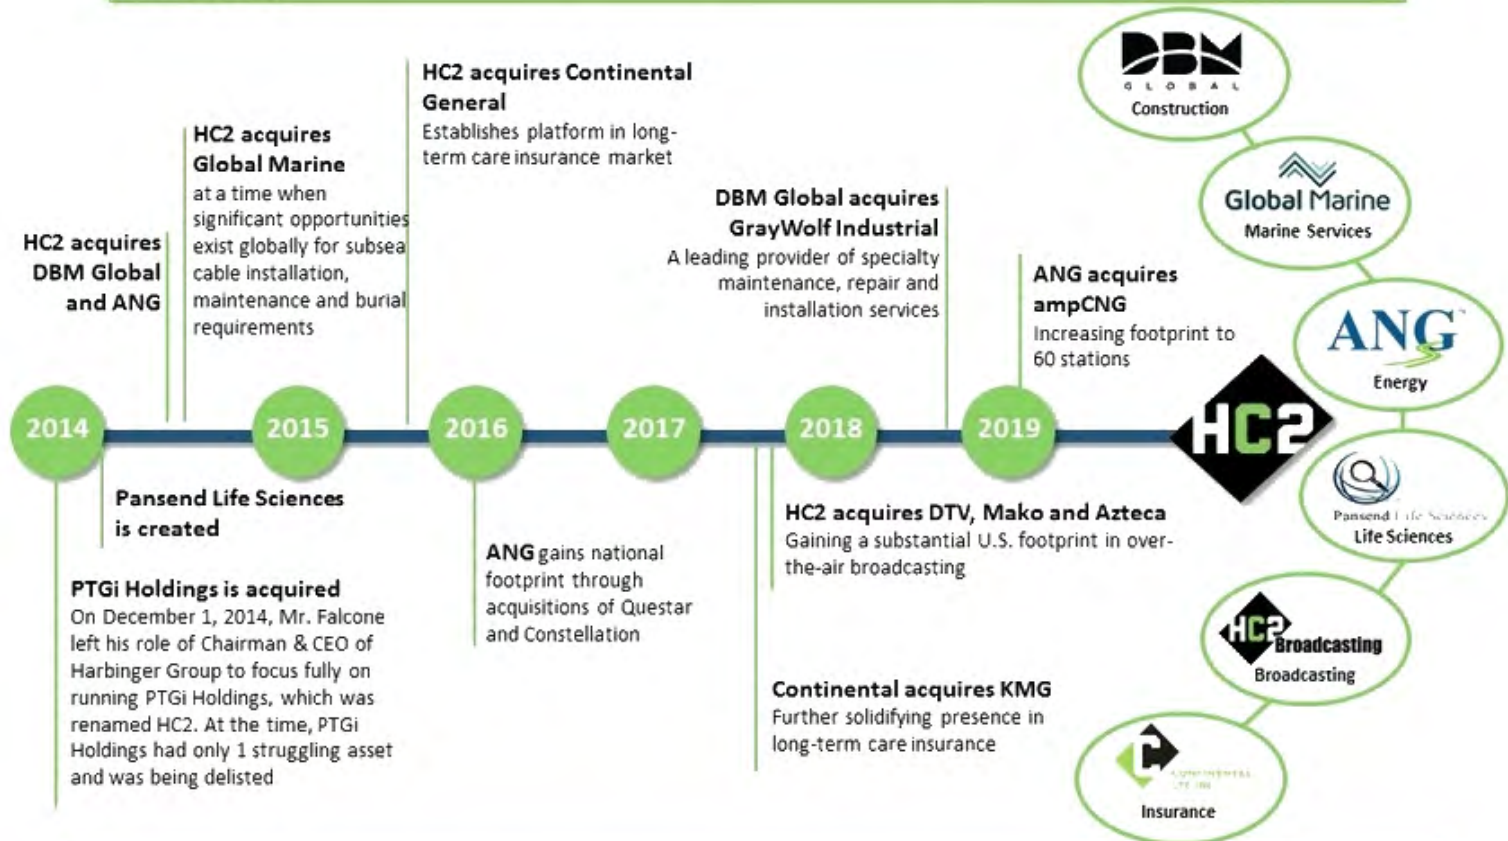 HC2 acquires
DBM Global
and ANG
HC2 acquires
Global Marine
at a time when
significant opportunities
exist globally for subsea
cable installation,
maintenance and burial
requirements
HC2 acquires Continental
General
Establishes platform in long-
term care insurance market
DBM Global acquires
GrayWolf Industrial
A leading provider of specialty
maintenance, repair and
installation services
ANG acquires
ampCNG
Increasing footprint to
60 stations
2014
2015
2016
2017
2018
2019
HC2
Pansend Life Sciences
is created
PTGi Holdings is acquired
On December 1, 2014, Mr. Falcone
left his role of Chairman & CEO of
Harbinger Group to focus fully on
running PTGi Holdings, which was
renamed HC2. At the time, PTGi
Holdings had only 1 struggling asset
and was being delisted
ANG gains national
footprint through
acquisitions of Questar
and Constellation
HC2 acquires DTV, Mako and Azteca
Gaining a substantial U.S. footprint in over-
the-air broadcasting
Continental acquires KMG
Further solidifying presence in
long-term care insurance
DBM
GLOBAL
Construction
Global Marine
Marine Services
ANG
Energy
Pansend Life Sciences
Life Sciences
HC2
Broadcasting
Broadcasting
C
CONTINENTAL
Insurance